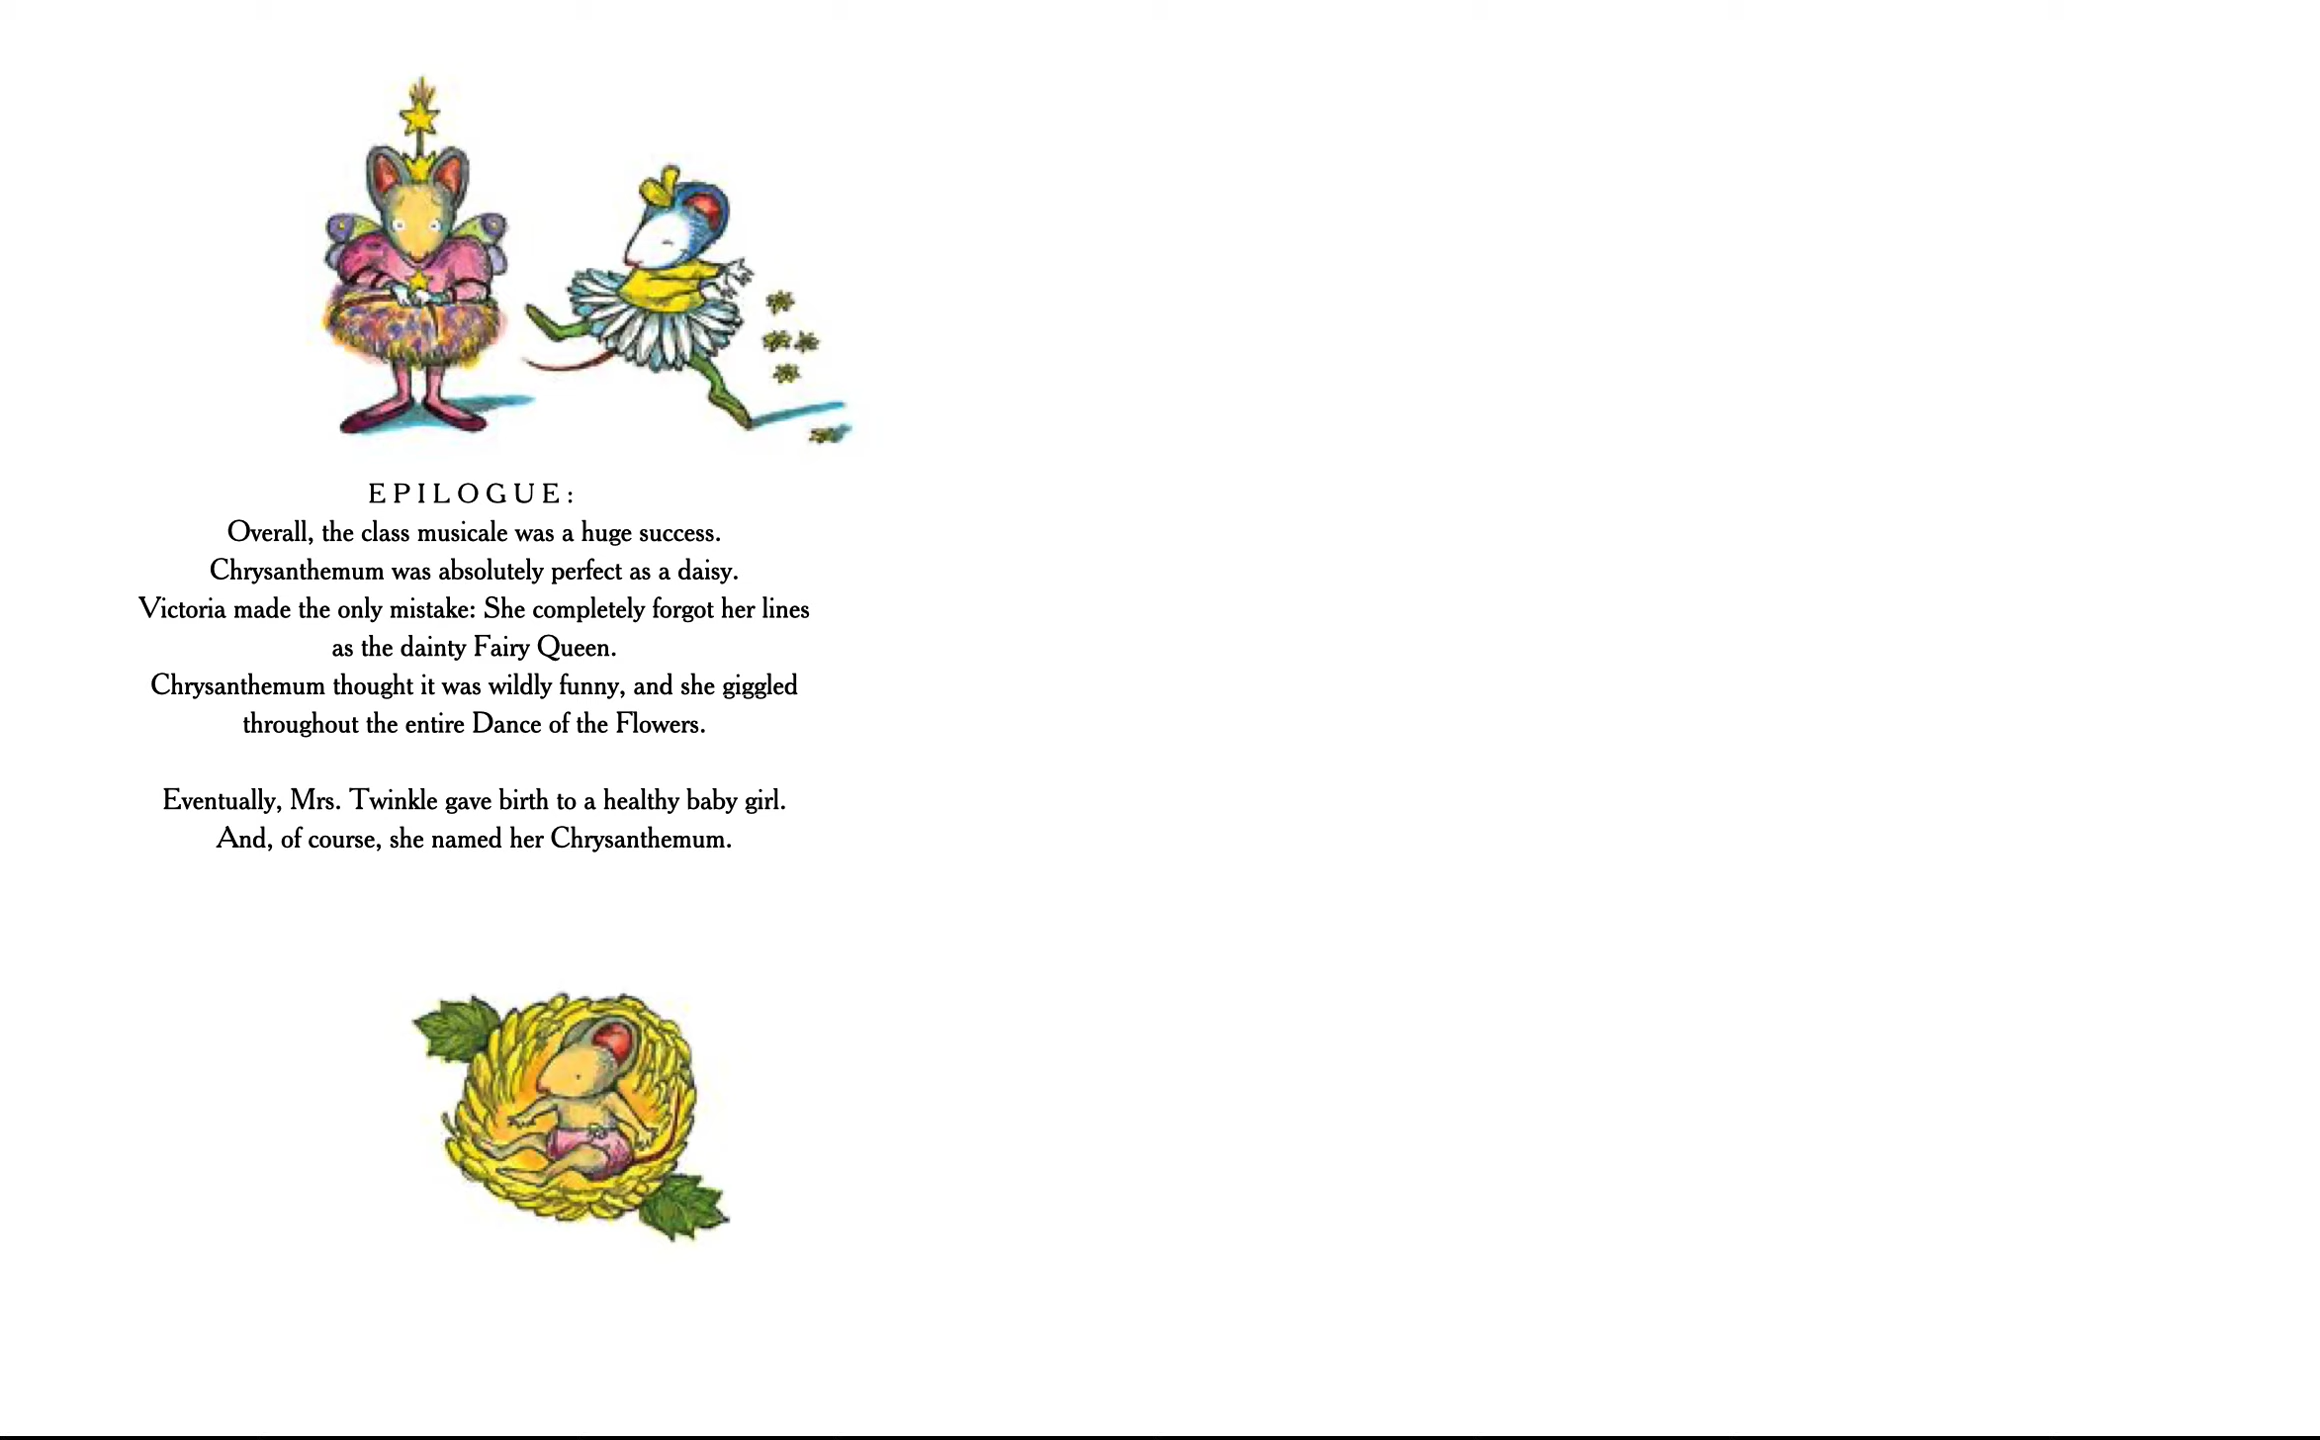 EPILOGUE:
Overall, the class musicale was a huge success.
Chrysanthemum was absolutely perfect as a daisy.
Victoria made the only mistake: She completely forgot her lines
as the dainty Fairy Queen.
Chrysanthemum thought it was wildly funny, and she giggled
throughout the entire Dance of the Flowers.
Eventually, Mrs. Twinkle gave birth to a healthy baby girl.
And, of course, she named her Chrysanthemum.